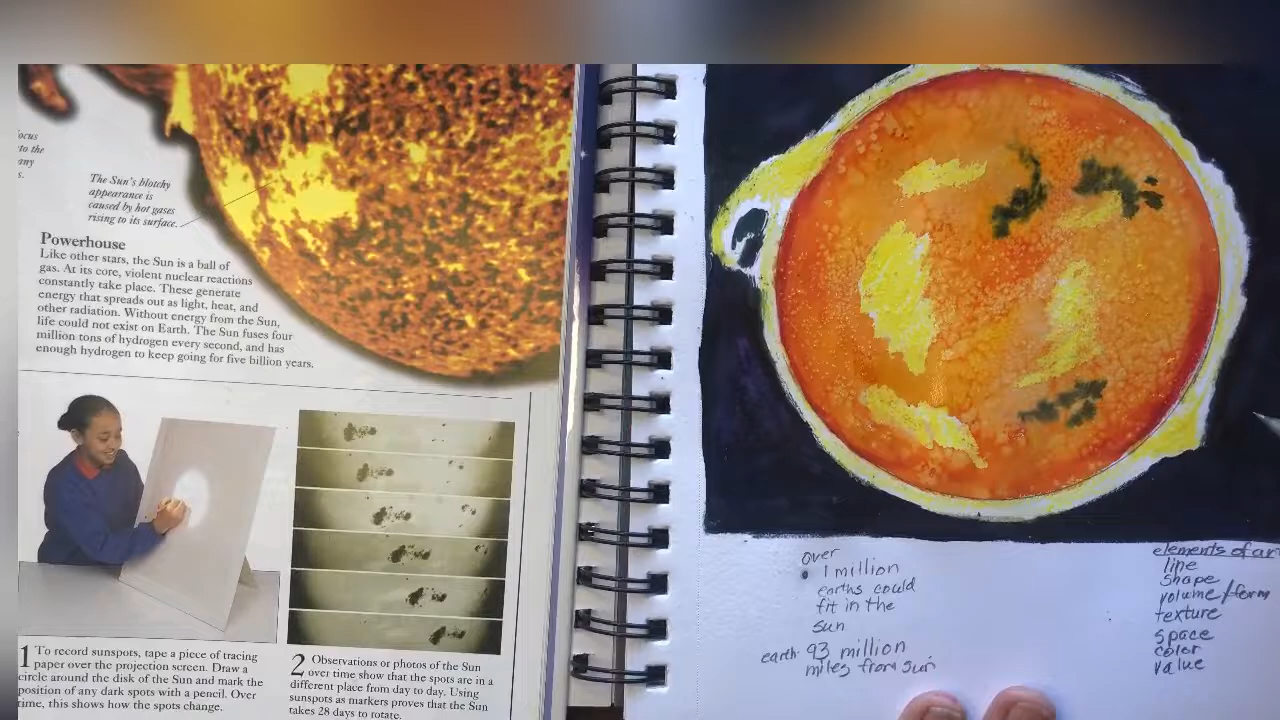 focus
to the
any
s.
The Sun's blotchy
appearance is
caused by hot gases
rising to its surface.
Powerhouse
Like other stars, the Sun is a ball of
gas. At its core, violent nuclear reactions
constantly take place. These generate
energy that spreads out as light, heat, and
other radiation. Without energy from the Sun,
life could not exist on Earth. The Sun fuses four
million tons of hydrogen every second, and has
enough hydrogen to keep going for five billion years.
1 To record sunspots, tape a piece of tracing
paper over the projection screen. Draw a
circle around the disk of the Sun and mark the
position of any dark spots with a pencil. Over
time, this shows how the spots change.
2 Observations or photos of the Sun
over time show that the spots are in a
different place from day to day. Using
sunspots as markers proves that the Sun
takes 28 days to rotate.
over
• 1 million
earths could
fit in the
sun
earth. 93 million
miles from sun
elements of ar
line
shape
volume/form
texture
space
color
value